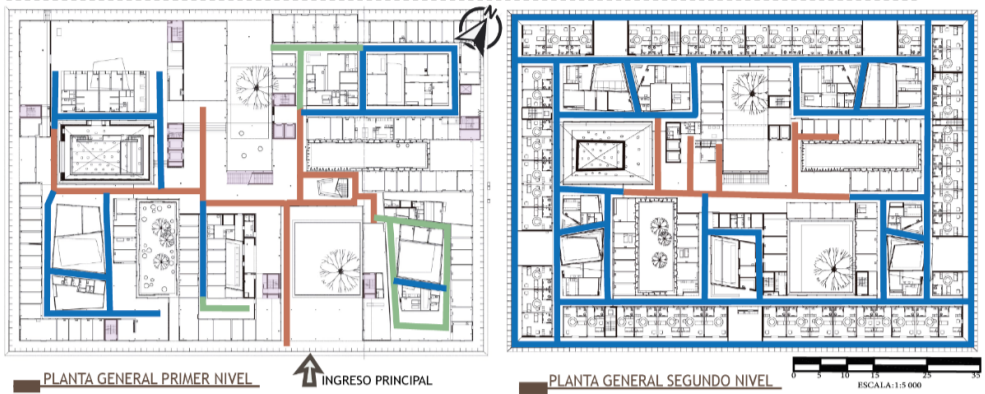 PLANTA GENERAL PRIMER NIVEL
INGRESO PRINCIPAL
PLANTA GENERAL SEGUNDO NIVEL
0 5 10 15 25 35
ESCALA:1:5 000